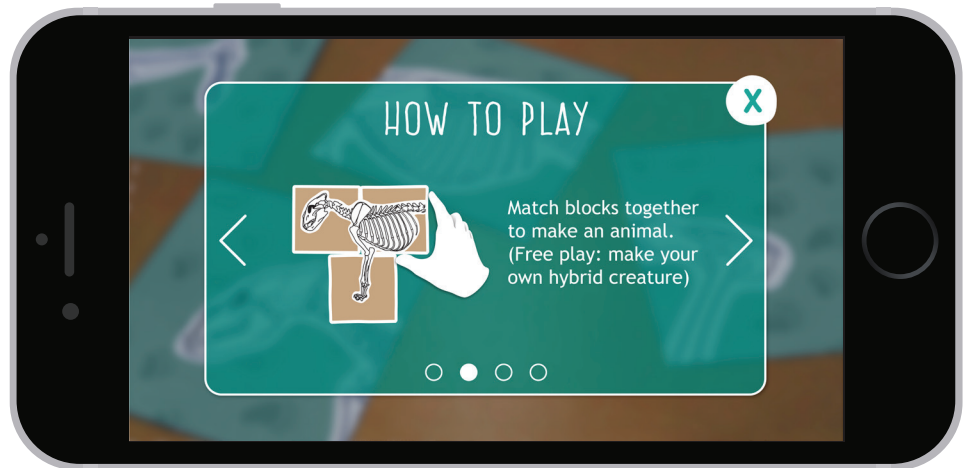 X
HOW TO PLAY
Match blocks together
to make an animal.
(Free play: make your
own hybrid creature)